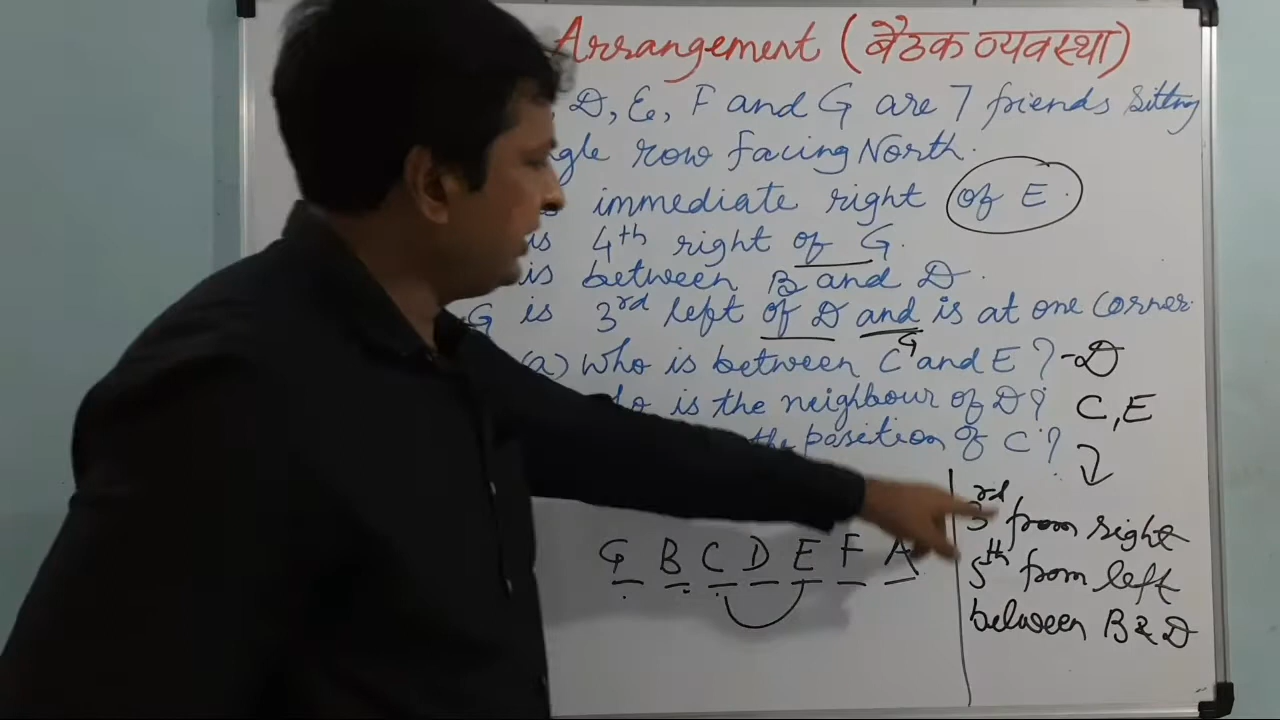 Arrangement (बैठक व्यवस्था)
, D, E, F and G are 7 friends Sitting
gle row facing North.
immediate right of E.
is 4th right of G.
is between B and D.
G is 3rd left of D and is at one Corner.
(a) Who is between C and E? - D
G
ho is the neighbour of D? C, E
the position of C?
3rd from right
5th from left
between B & D
G B C D E F A